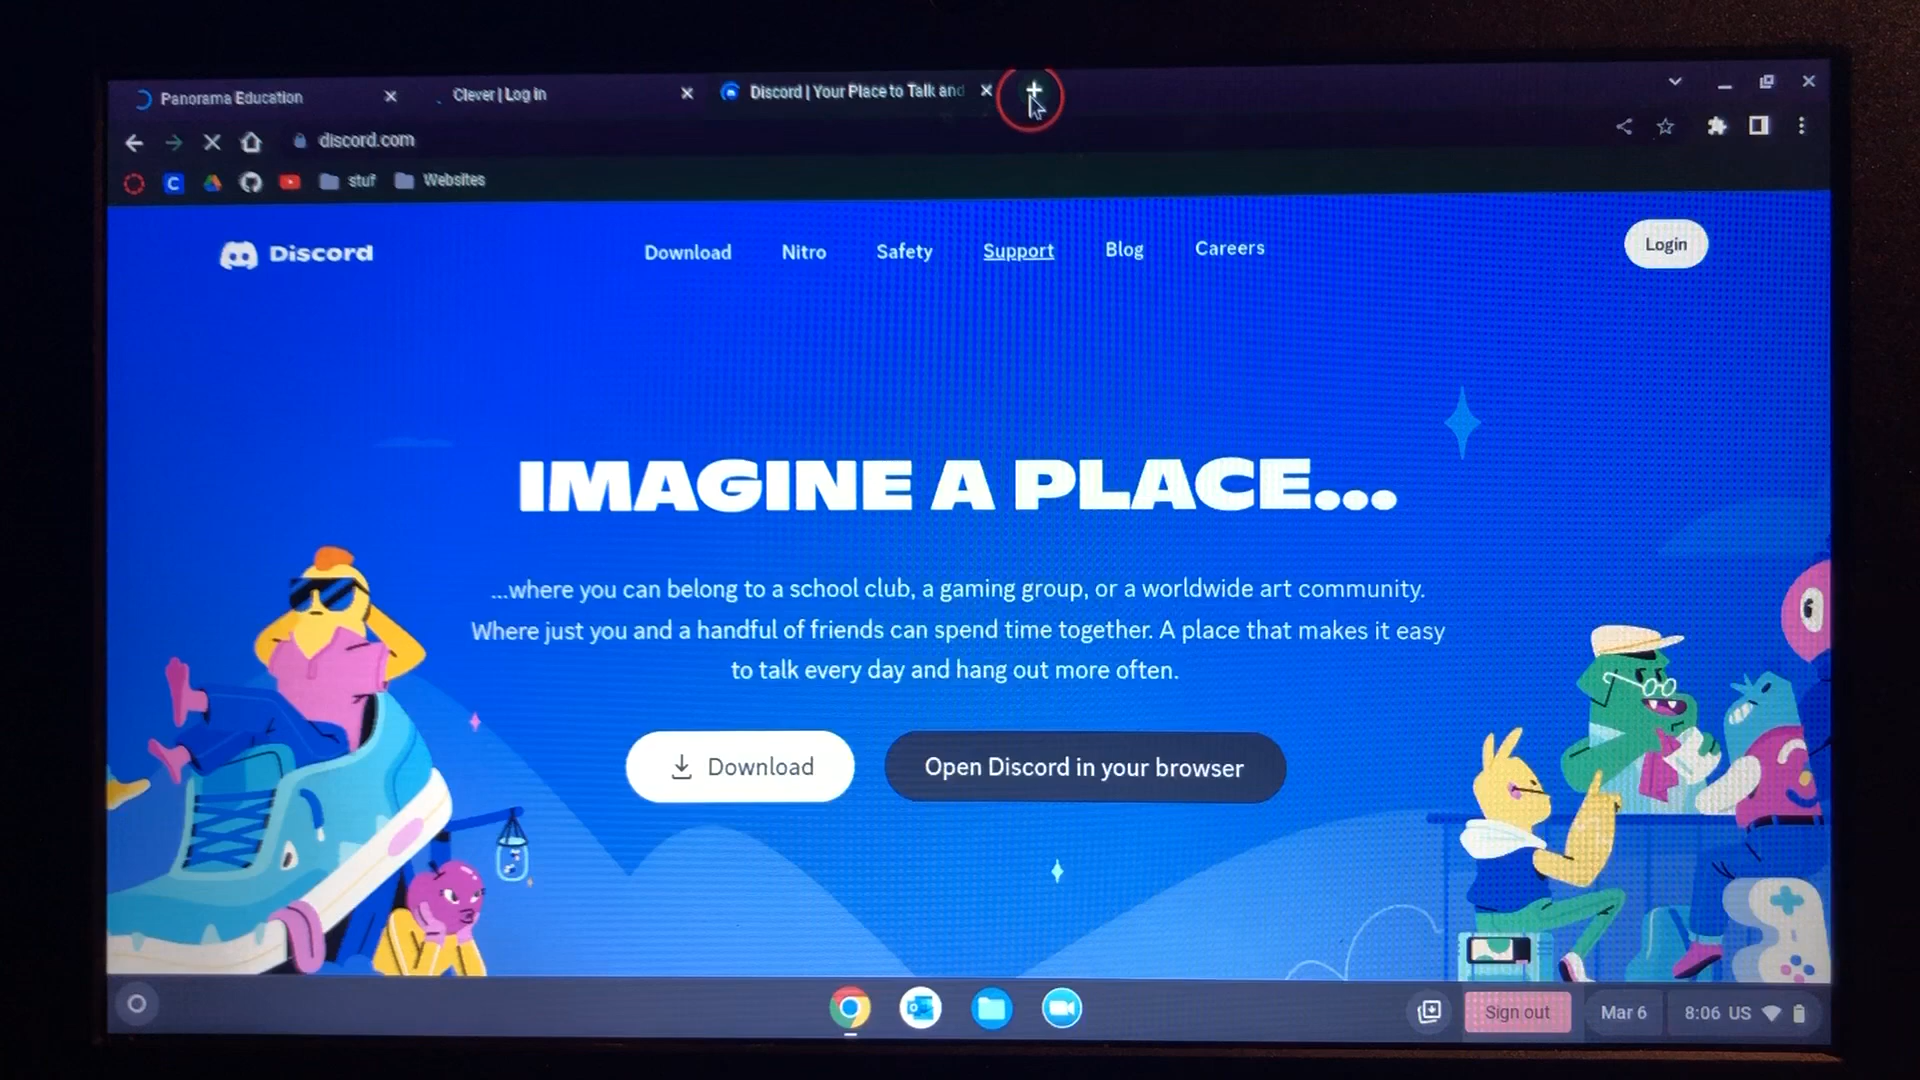 Panorama Education
Clever | Log in
Discord | Your Place to Talk and
discord.com
C
stuf
Websites
Discord
Download
Nitro
Safety
Support
Blog
Careers
Login
IMAGINE A PLACE...
...where you can belong to a school club, a gaming group, or a worldwide art community.
Where just you and a handful of friends can spend time together. A place that makes it easy
to talk every day and hang out more often.
Download
Open Discord in your browser
Sign out
Mar 6
8:06 US